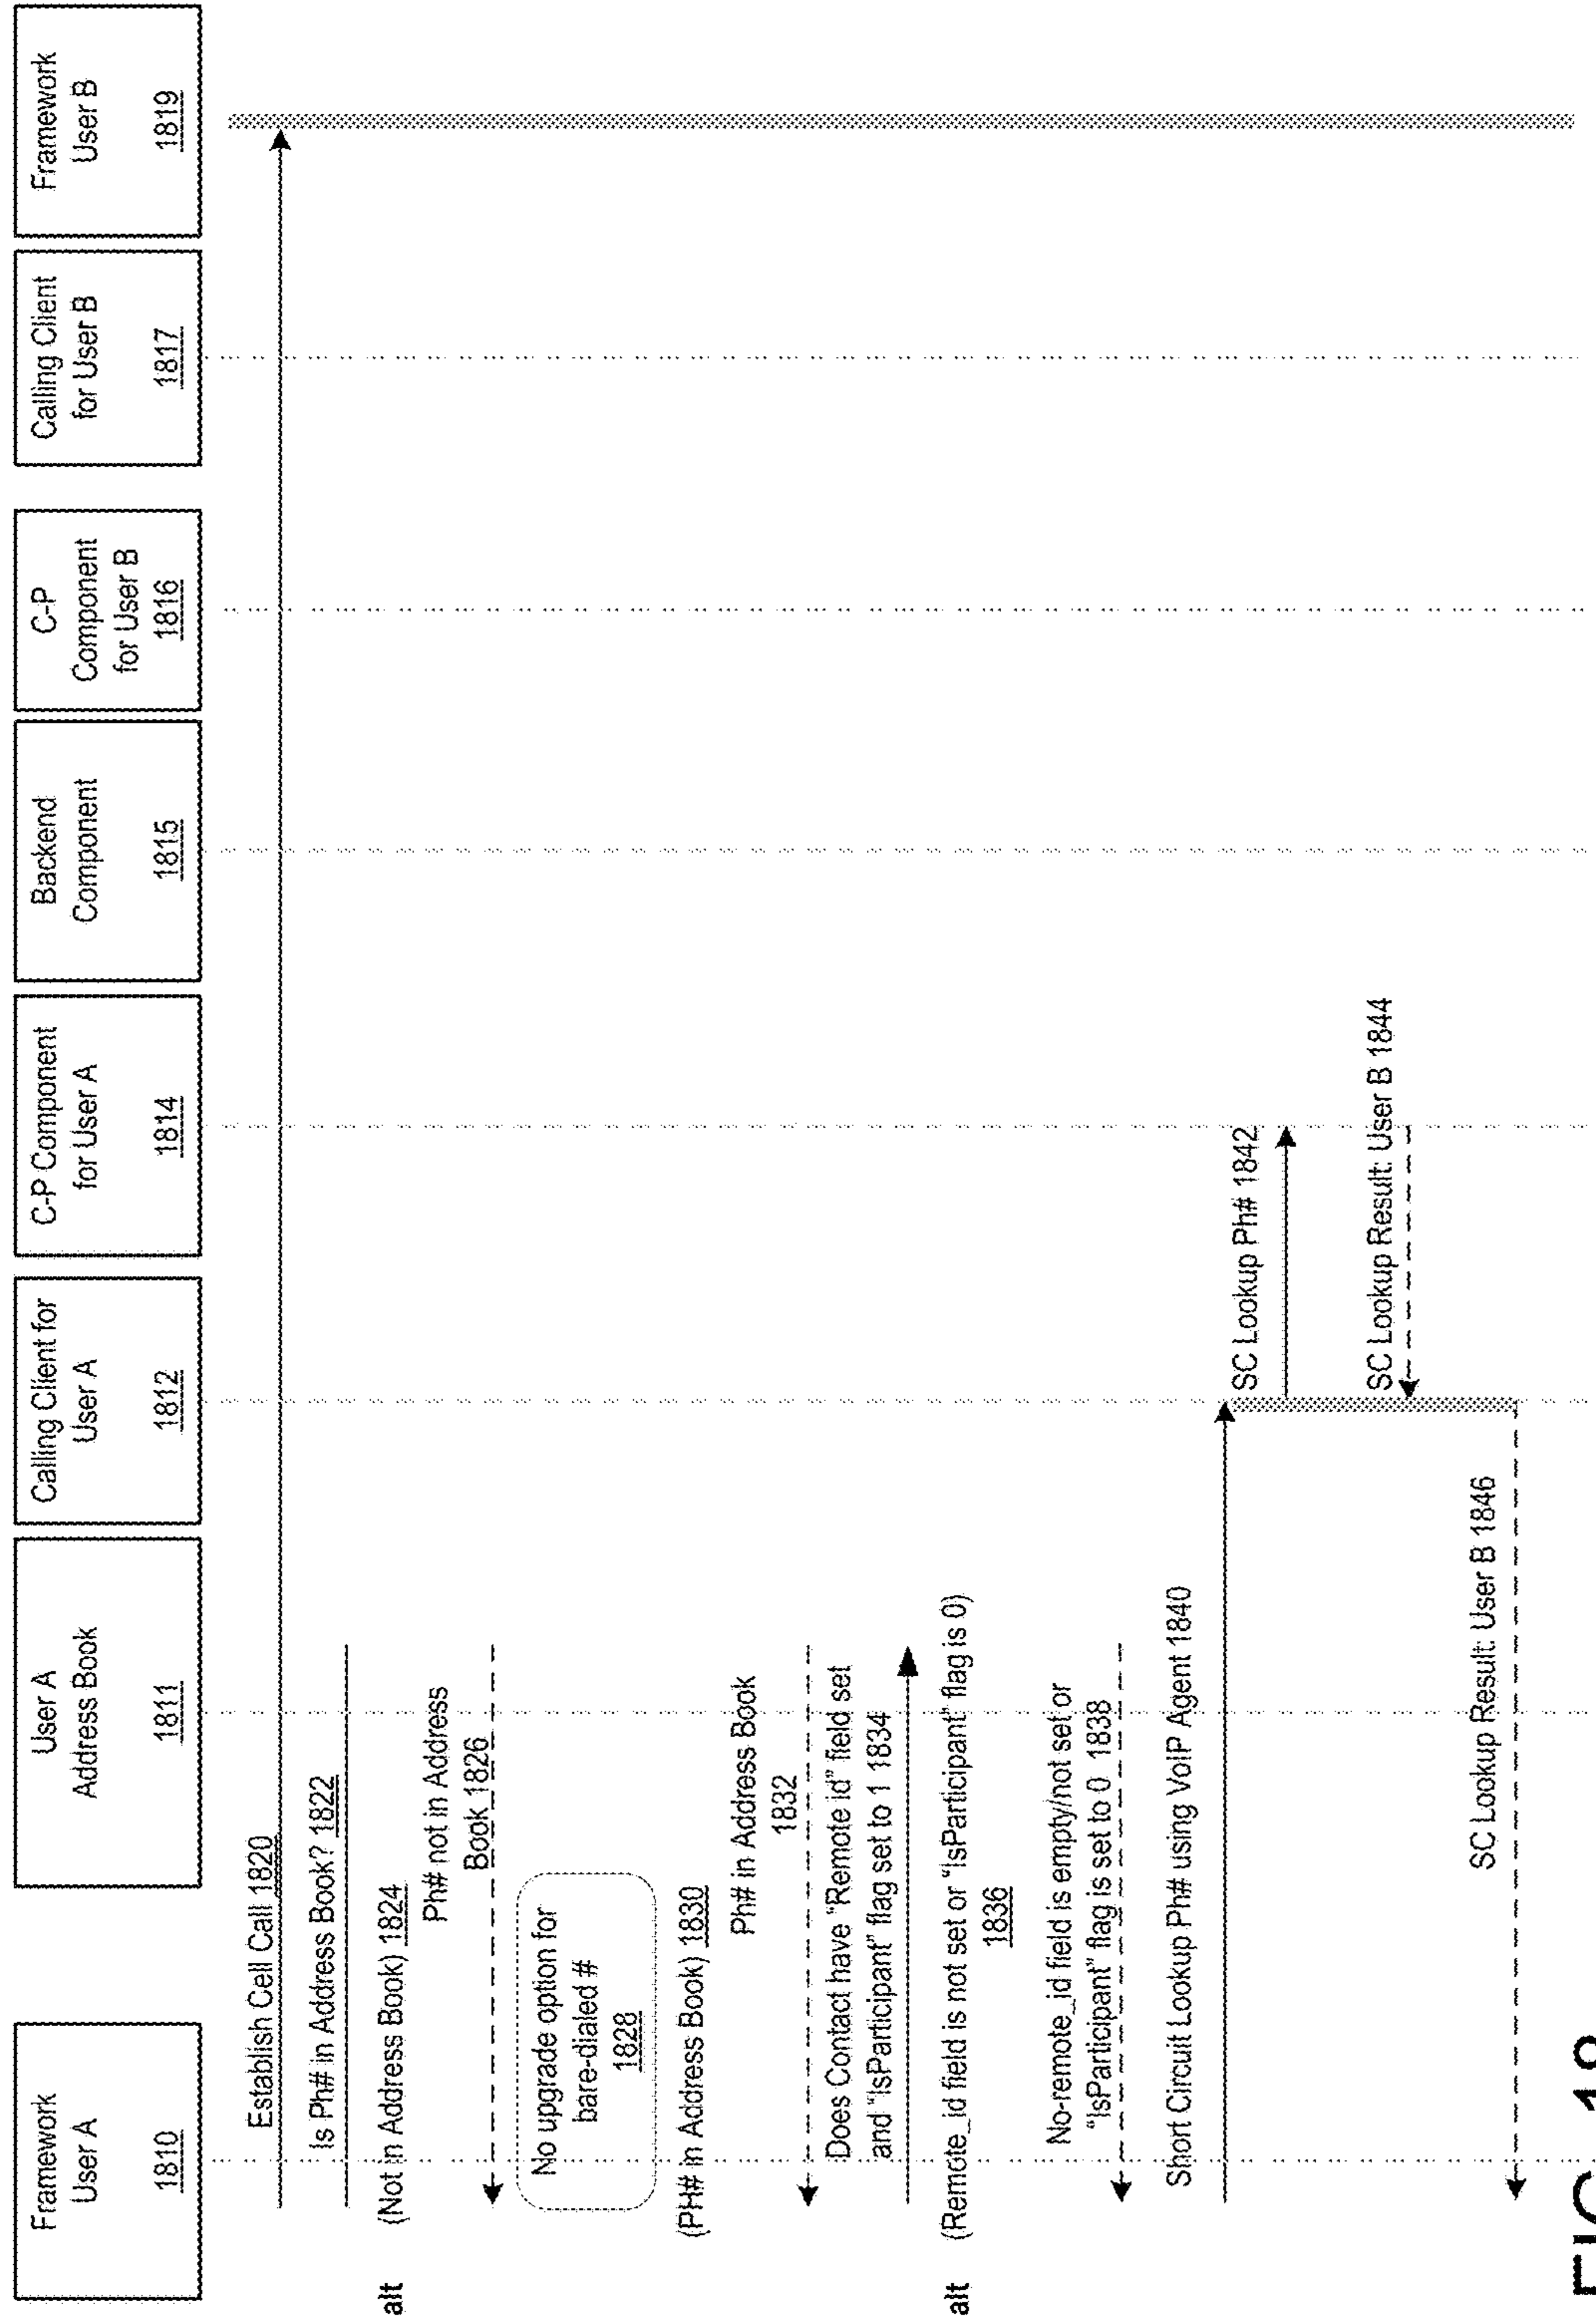 Framework
User A
1810
User A
Address Book
1811
Calling Client for
User A
1812
C-P Component
for User A
1814
Backend
Component
1815
C-P
Component
for User B
1816
Calling Client
for User B
1817
Framework
User B
1819
Establish Cell Call 1820
Is Ph# in Address Book? 1822
alt
(Not in Address Book) 1824
Ph# not in Address
Book 1826
No upgrade option for
bare-dialed #
1828
(PH# in Address Book) 1830
Ph# in Address Book
1832
Does Contact have "Remote id" field set
and "IsParticipant" flag set to 1 1834
alt
(Remote_id field is not set or "IsParticipant" flag is 0)
1836
No-remote_id field is empty/not set or
"IsParticipant" flag is set to 0 1838
Short Circuit Lookup Ph# using VoIP Agent 1840
SC Lookup Ph# 1842
SC Lookup Result: User B 1844
SC Lookup Result: User B 1846